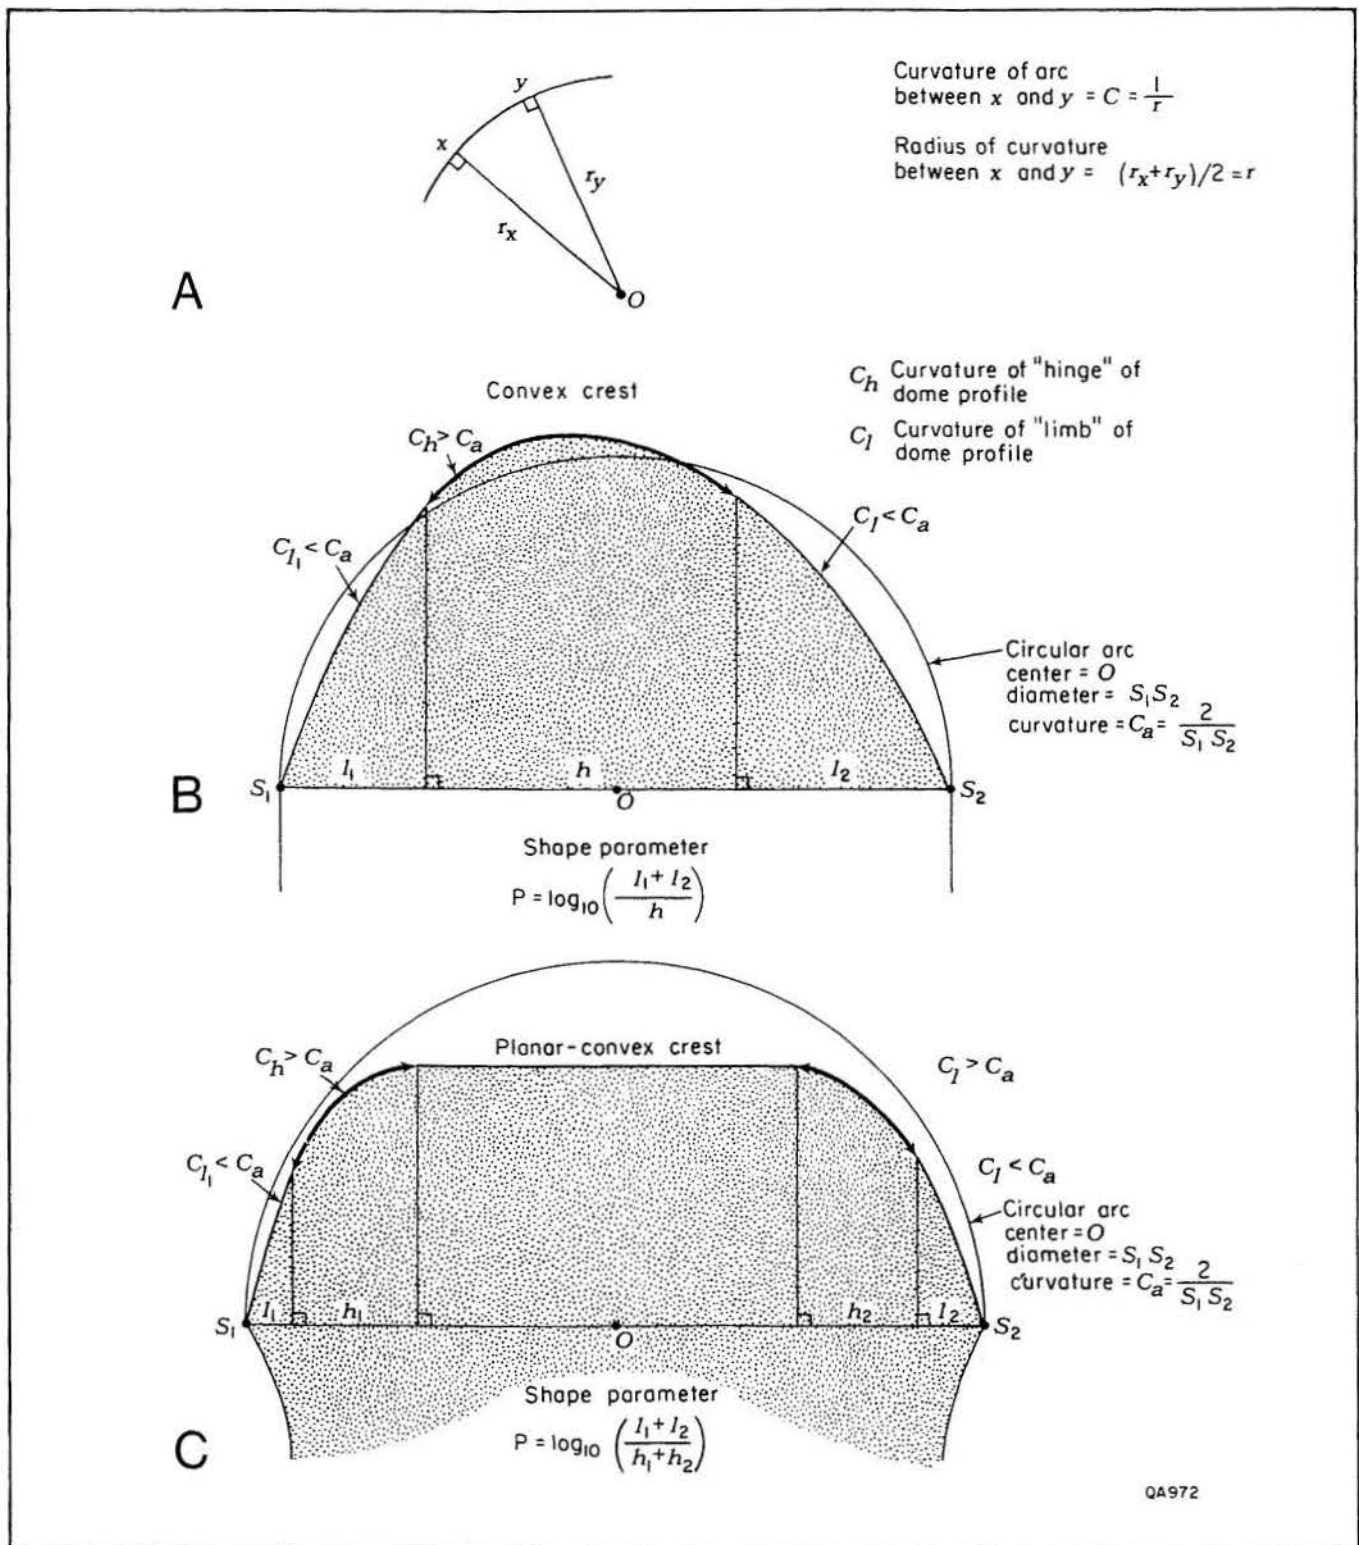 Curvature of arc
between x and y = C = 1/r
Radius of curvature
between x and y = (rx+ry)/2 = r
y
x
ry
rx
O
A
Ch Curvature of "hinge" of
dome profile
Cl Curvature of "limb" of
dome profile
Convex crest
Ch > Ca
Cl < Ca
Cl1 < Ca
Circular arc
center = O
diameter = S1S2
curvature = Ca = 2/S1S2
l1
h
l2
S1
O
S2
B
Shape parameter
P = log10((l1+l2)/h)
Planar-convex crest
Ch > Ca
Cl > Ca
Cl1 < Ca
Cl < Ca
Circular arc
center = O
diameter = S1S2
curvature = Ca = 2/S1S2
l1
h1
h2
l2
S1
O
S2
Shape parameter
P = log10((l1+l2)/(h1+h2))
C
QA972